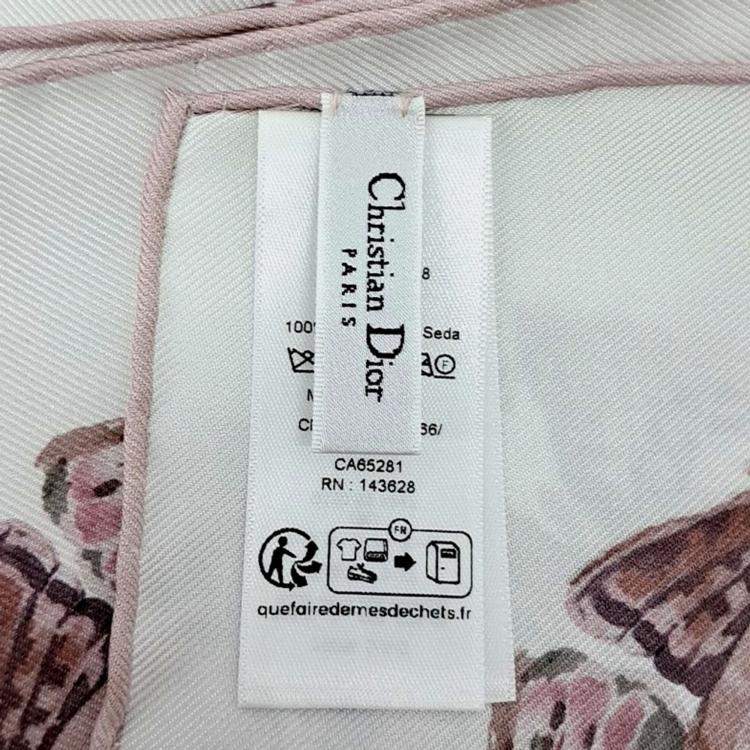 Christian Dior
PARIS
8
100 Seda
F
36/
CA65281
RN : 143628
FR
quefairedemesdechets.fr